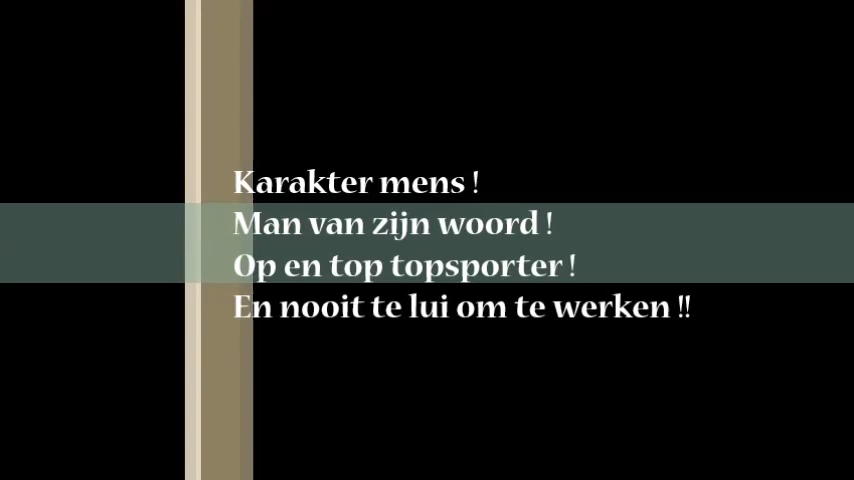 Karakter mens !
Man van zijn woord !
Op en top topsporter !
En nooit te lui om te werken !!